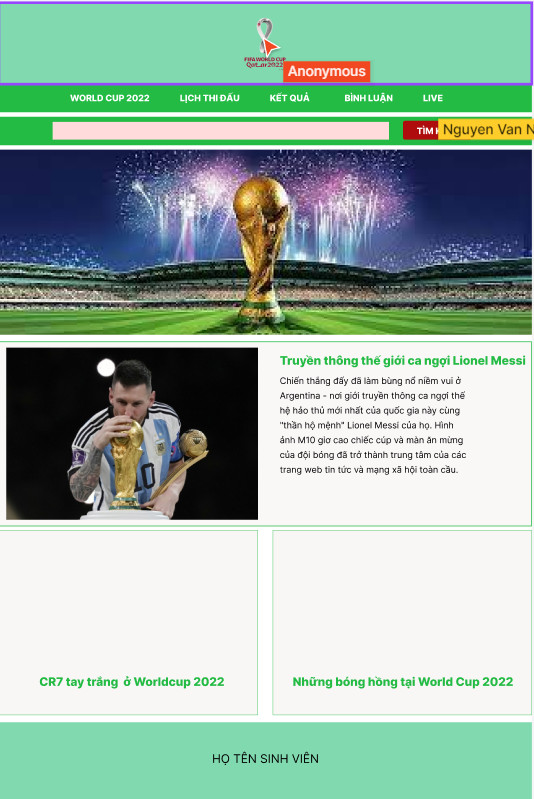 FIFA WORLD CUP
Qatar2022
Anonymous
WORLD CUP 2022 LỊCH THI ĐẤU KẾT QUẢ BÌNH LUẬN LIVE
TÌM Nguyen Van N
Truyền thông thế giới ca ngợi Lionel Messi
Chiến thắng đấy đã làm bùng nổ niềm vui ở
Argentina - nơi giới truyền thông ca ngợi thế
hệ hảo thủ mới nhất của quốc gia này cùng
"thần hộ mệnh" Lionel Messi của họ. Hình
ảnh M10 giơ cao chiếc cúp và màn ăn mừng
của đội bóng đã trở thành trung tâm của các
trang web tin tức và mạng xã hội toàn cầu.
10
CR7 tay trắng ở Worldcup 2022
Những bóng hồng tại World Cup 2022
HỌ TÊN SINH VIÊN